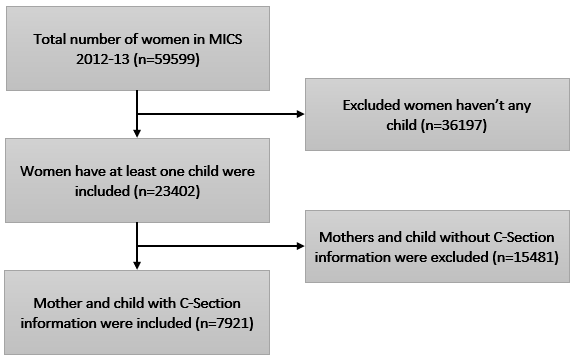 Total number of women in MICS
2012-13 (n=59599)
Excluded women haven’t any
child (n=36197)
Women have at least one child were
included (n=23402)
Mothers and child without C-Section
information were excluded (n=15481)
Mother and child with C-Section
information were included (n=7921)